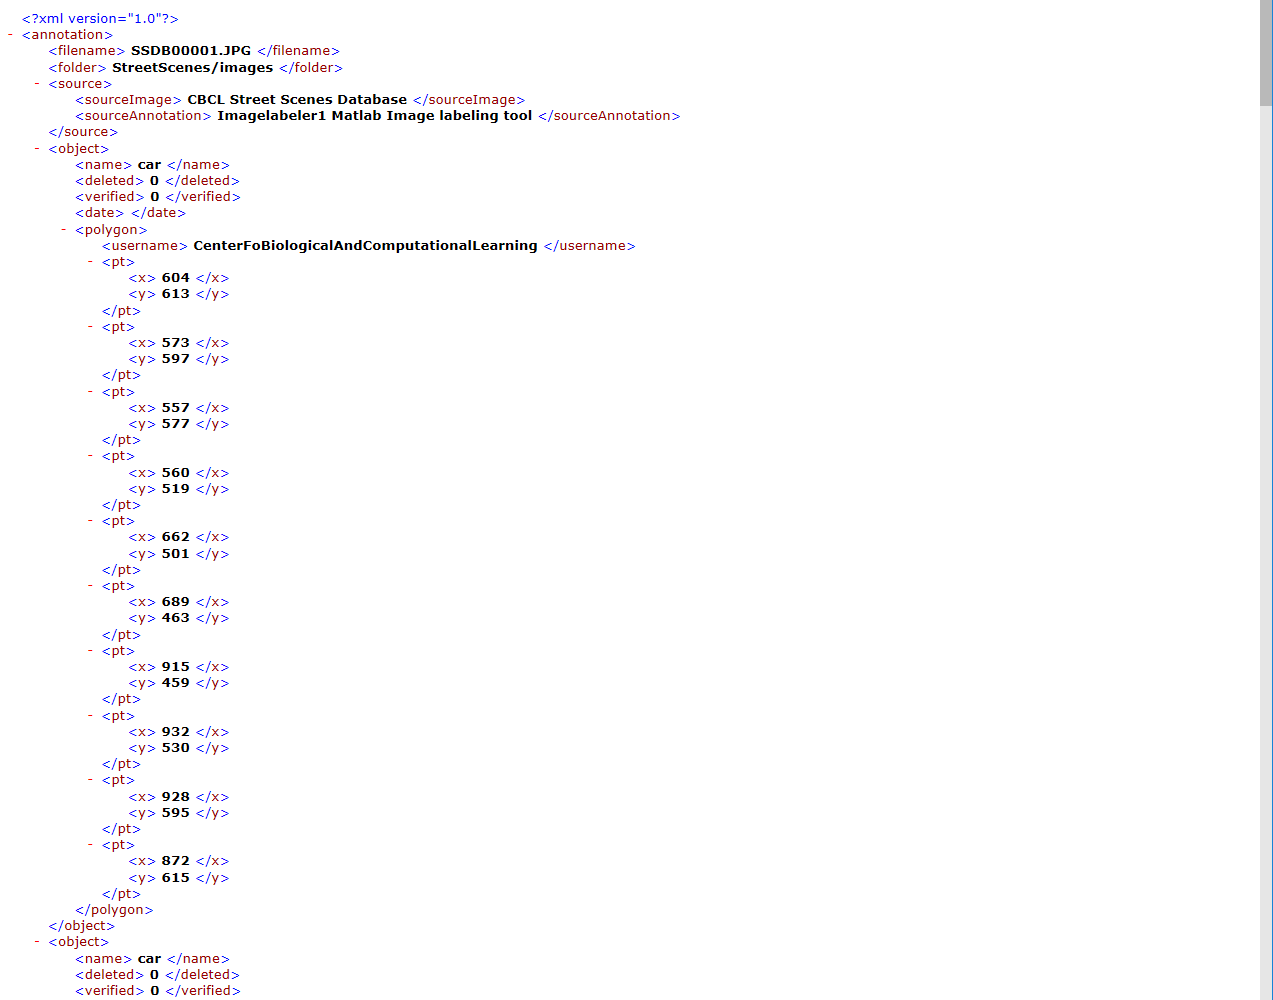 <?xml version="1.0"?>
- <annotation>
<filename> SSDB00001.JPG </filename>
<folder> StreetScenes/images </folder>
- <source>
<sourceImage> CBCL Street Scenes Database </sourceImage>
<sourceAnnotation> Imagelabeler1 Matlab Image labeling tool </sourceAnnotation>
</source>
- <object>
<name> car </name>
<deleted> 0 </deleted>
<verified> 0 </verified>
<date> </date>
- <polygon>
<username> CenterFoBiologicalAndComputationalLearning </username>
- <pt>
<x> 604 </x>
<y> 613 </y>
</pt>
- <pt>
<x> 573 </x>
<y> 597 </y>
</pt>
- <pt>
<x> 557 </x>
<y> 577 </y>
</pt>
- <pt>
<x> 560 </x>
<y> 519 </y>
</pt>
- <pt>
<x> 662 </x>
<y> 501 </y>
</pt>
- <pt>
<x> 689 </x>
<y> 463 </y>
</pt>
- <pt>
<x> 915 </x>
<y> 459 </y>
</pt>
- <pt>
<x> 932 </x>
<y> 530 </y>
</pt>
- <pt>
<x> 928 </x>
<y> 595 </y>
</pt>
- <pt>
<x> 872 </x>
<y> 615 </y>
</pt>
</polygon>
</object>
- <object>
<name> car </name>
<deleted> 0 </deleted>
<verified> 0 </verified>